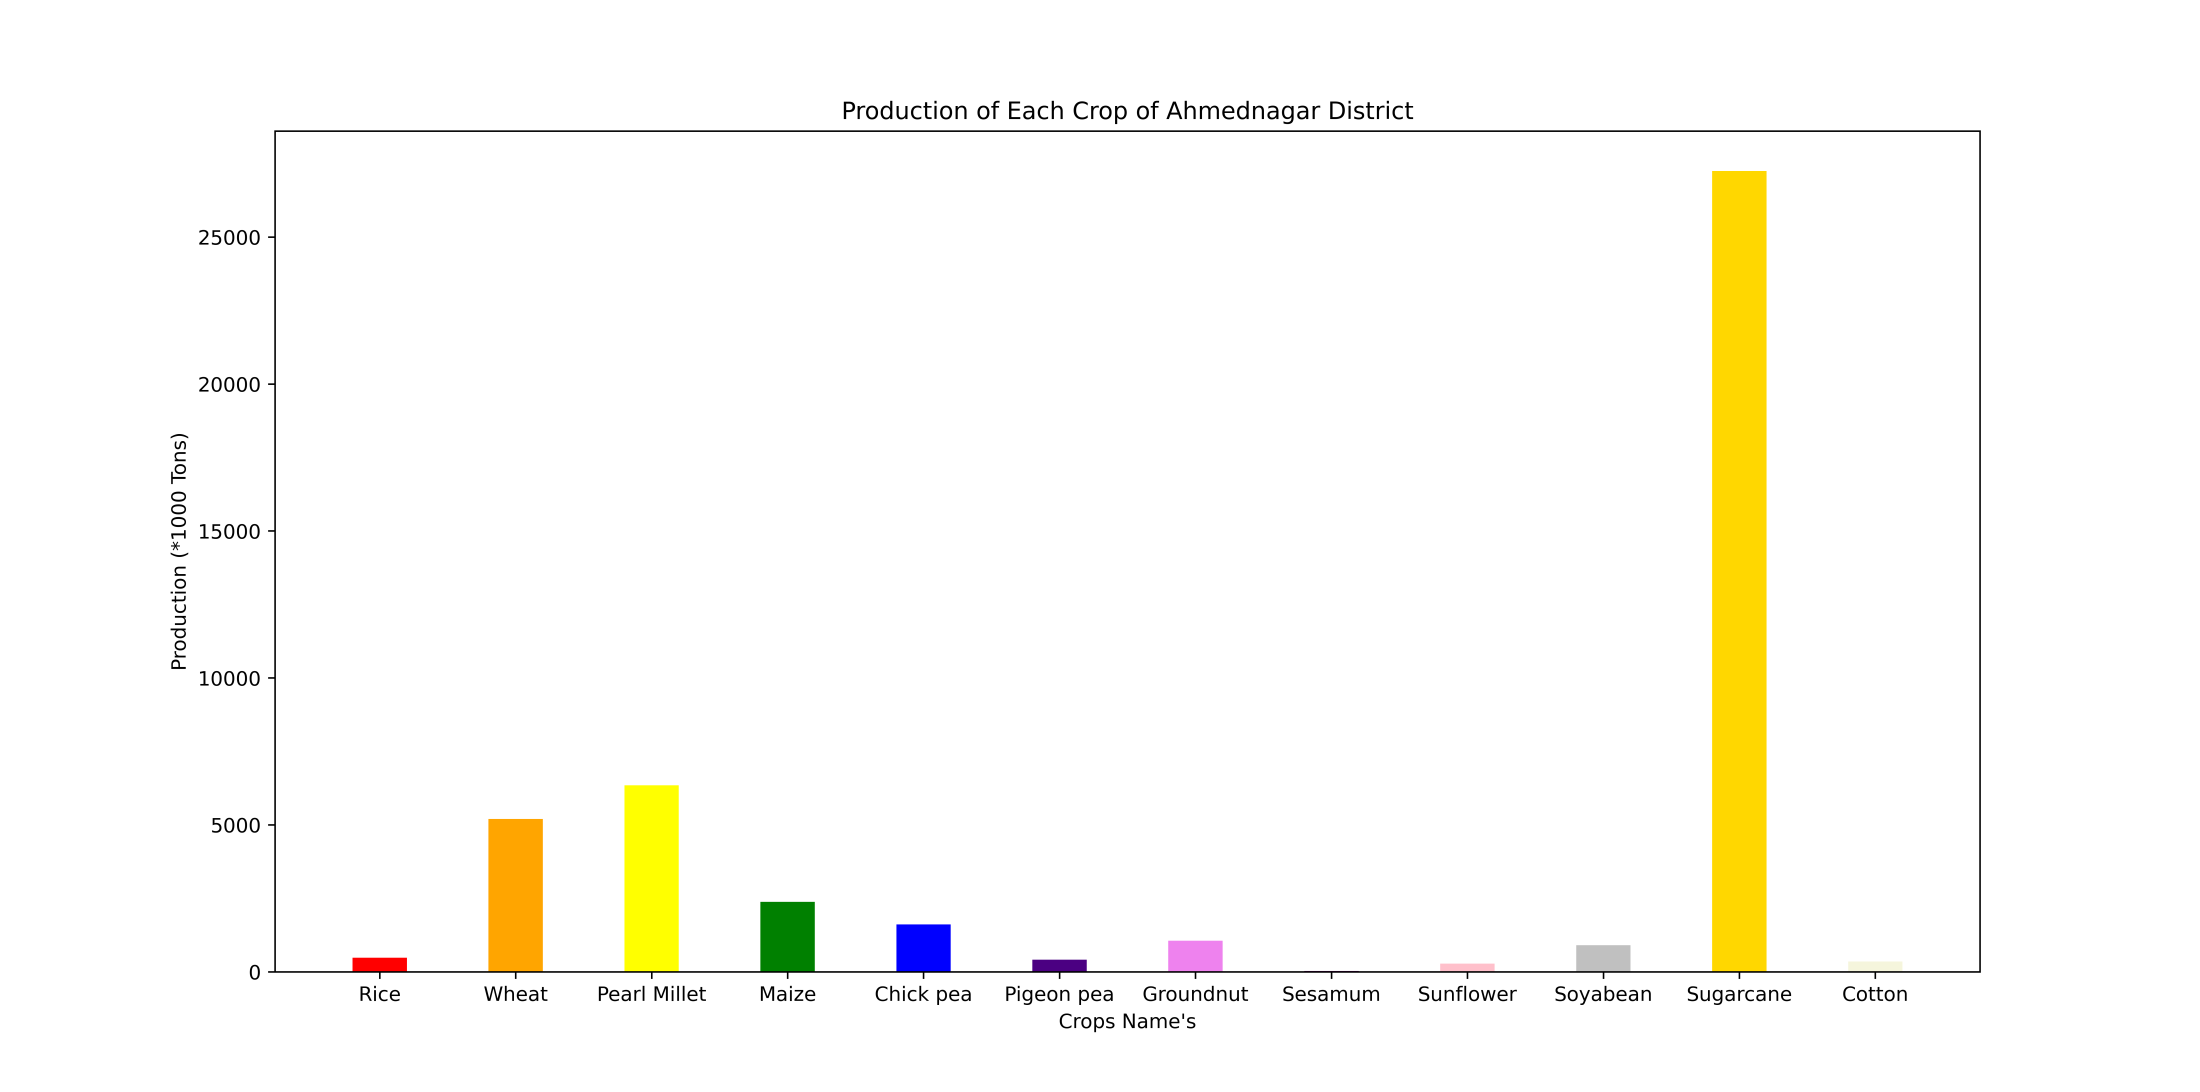 Production of Each Crop of Ahmednagar District
Production (*1000 Tons)
25000
20000
15000
10000
5000
0
Rice Wheat Pearl Millet Maize Chick pea Pigeon pea Groundnut Sesamum Sunflower Soyabean Sugarcane Cotton
Crops Name's